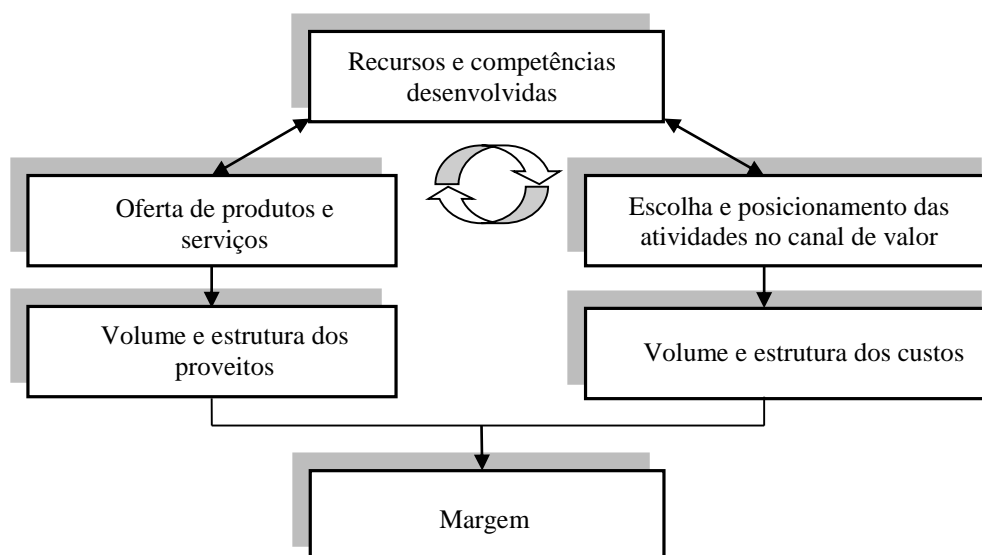 Recursos e competências
desenvolvidas
Oferta de produtos e
serviços
Escolha e posicionamento das
atividades no canal de valor
Volume e estrutura dos
proveitos
Volume e estrutura dos custos
Margem